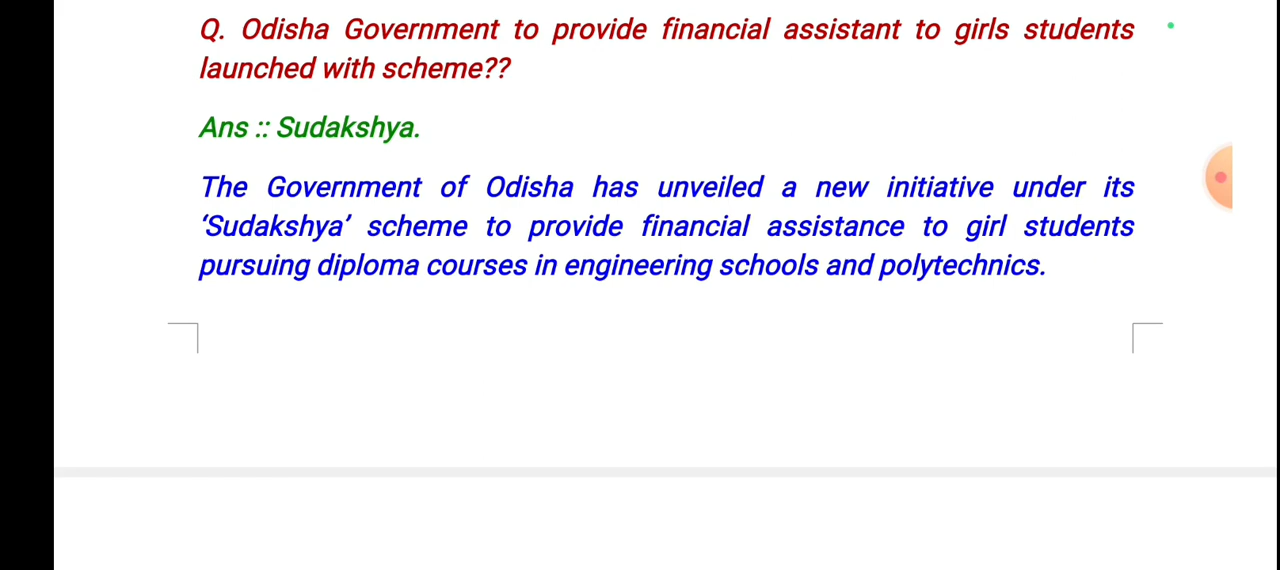 Q. Odisha Government to provide financial assistant to girls students
launched with scheme??
Ans :: Sudakshya.
The Government of Odisha has unveiled a new initiative under its
‘Sudakshya’ scheme to provide financial assistance to girl students
pursuing diploma courses in engineering schools and polytechnics.